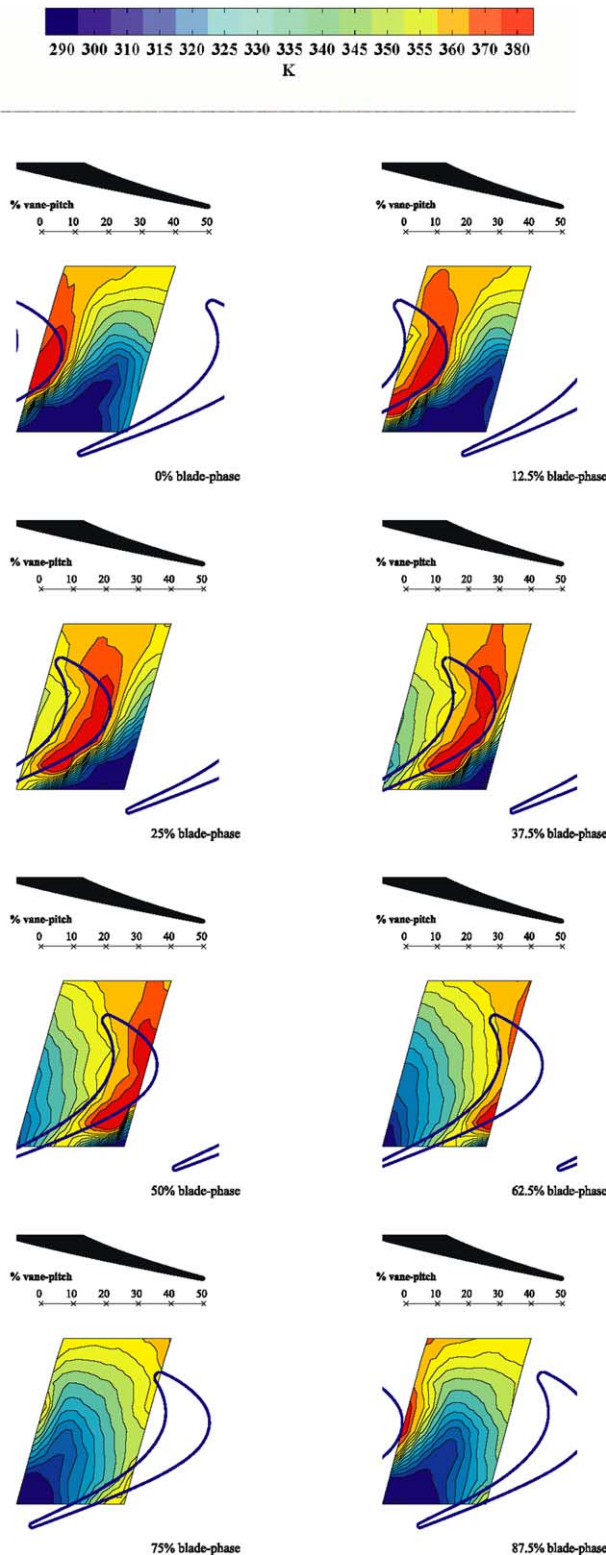 290 300 310 315 320 325 330 335 340 345 350 355 360 370 380
K
% vane-pitch % vane-pitch
0 10 20 30 40 50 0 10 20 30 40 50
0% blade-phase 12.5% blade-phase
% vane-pitch % vane-pitch
0 10 20 30 40 50 0 10 20 30 40 50
25% blade-phase 37.5% blade-phase
% vane-pitch % vane-pitch
0 10 20 30 40 50 0 10 20 30 40 50
50% blade-phase 62.5% blade-phase
% vane-pitch % vane-pitch
0 10 20 30 40 50 0 10 20 30 40 50
75% blade-phase 87.5% blade-phase